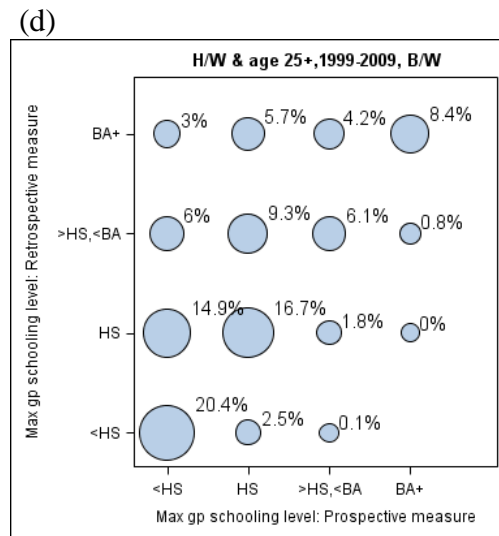 (d)
H/W & age 25+,1999-2009, B/W
Max gp schooling level: Retrospective measure
BA+
3%
5.7%
4.2%
8.4%
>HS,<BA
6%
9.3%
6.1%
0.8%
HS
14.9%
16.7%
1.8%
0%
<HS
20.4%
2.5%
0.1%
<HS
HS
>HS,<BA
BA+
Max gp schooling level: Prospective measure